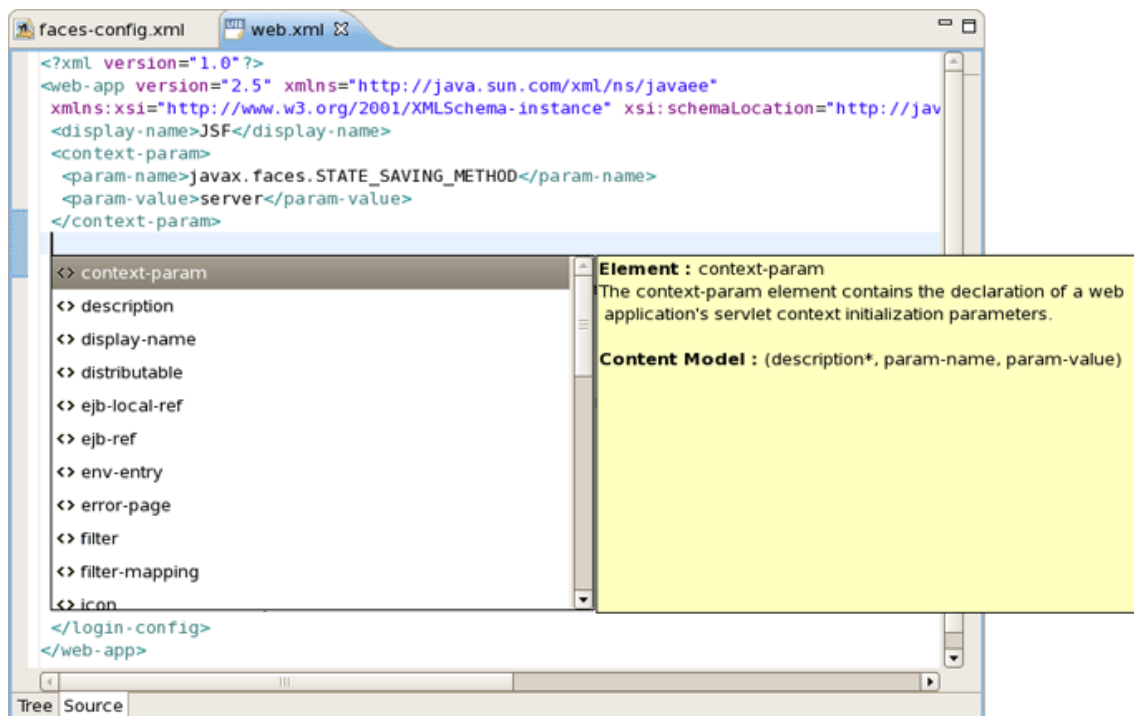 faces-config.xml
web.xml
<?xml version="1.0"?>
<web-app version="2.5" xmlns="http://java.sun.com/xml/ns/javaee"
xmlns:xsi="http://www.w3.org/2001/XMLSchema-instance" xsi:schemaLocation="http://jav
<display-name>JSF</display-name>
<context-param>
<param-name>javax.faces.STATE_SAVING_METHOD</param-name>
<param-value>server</param-value>
</context-param>
<> context-param
<> description
<> display-name
<> distributable
<> ejb-local-ref
<> ejb-ref
<> env-entry
<> error-page
<> filter
<> filter-mapping
<> icon
Element : context-param
The context-param element contains the declaration of a web
application's servlet context initialization parameters.
Content Model : (description*, param-name, param-value)
</login-config>
</web-app>
Tree Source